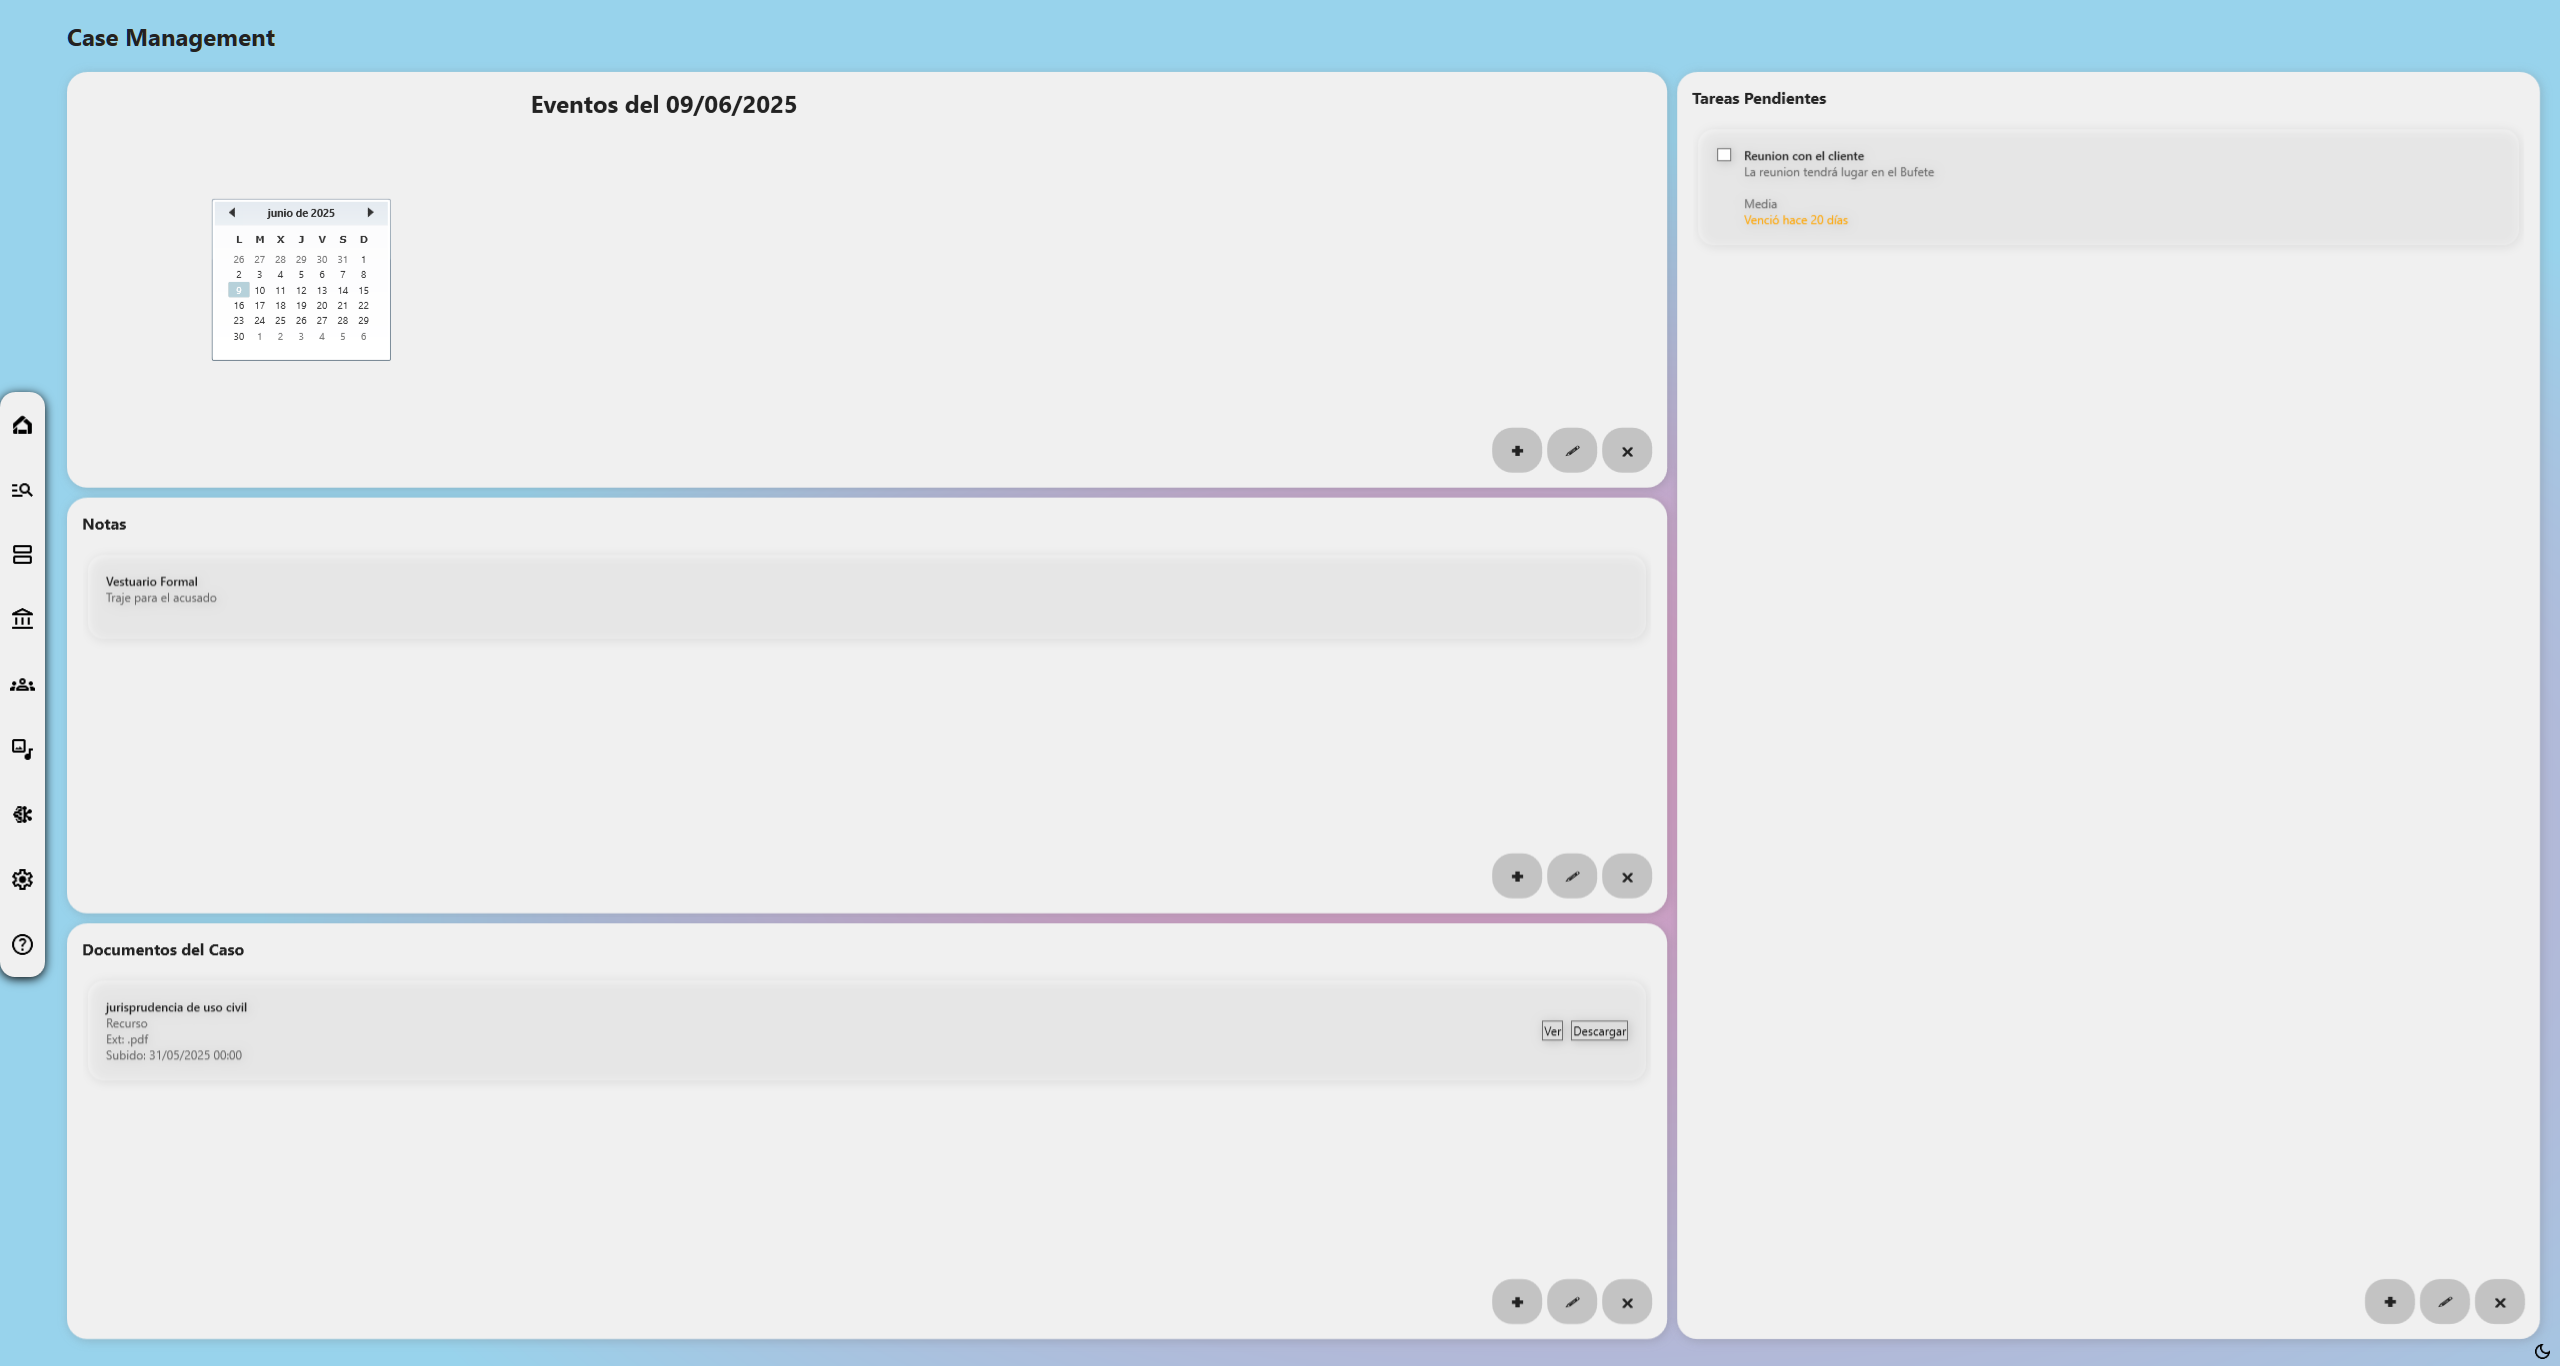 Case Management
Eventos del 09/06/2025
junio de 2025
L M X J V S D
26 27 28 29 30 31 1
2 3 4 5 6 7 8
9 10 11 12 13 14 15
16 17 18 19 20 21 22
23 24 25 26 27 28 29
30 1 2 3 4 5 6
Notas
Vestuario Formal
Traje para el acusado
Documentos del Caso
jurisprudencia de uso civil
Recurso
Ext: .pdf
Subido: 31/05/2025 00:00
Ver Descargar
Tareas Pendientes
Reunion con el cliente
La reunion tendrá lugar en el Bufete
Media
Venció hace 20 días